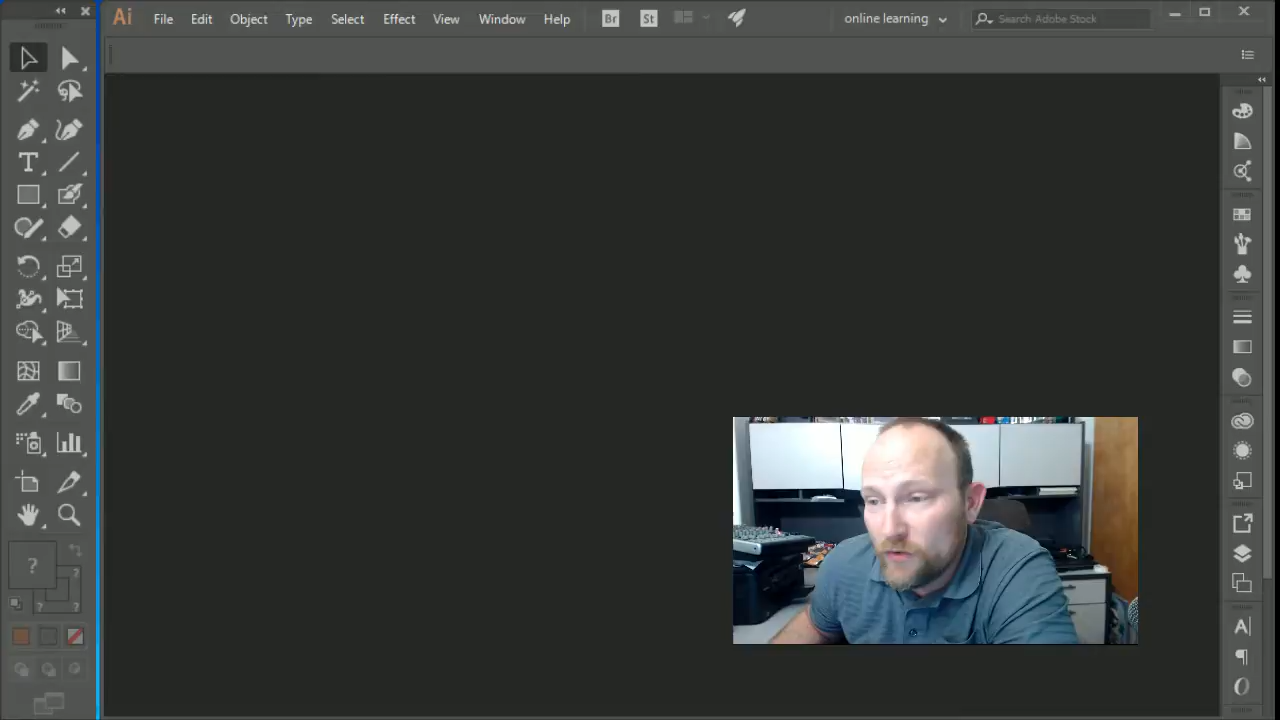 Ai File Edit Object Type Select Effect View Window Help Br St online learning Search Adobe Stock
T
?
?
? ?
A